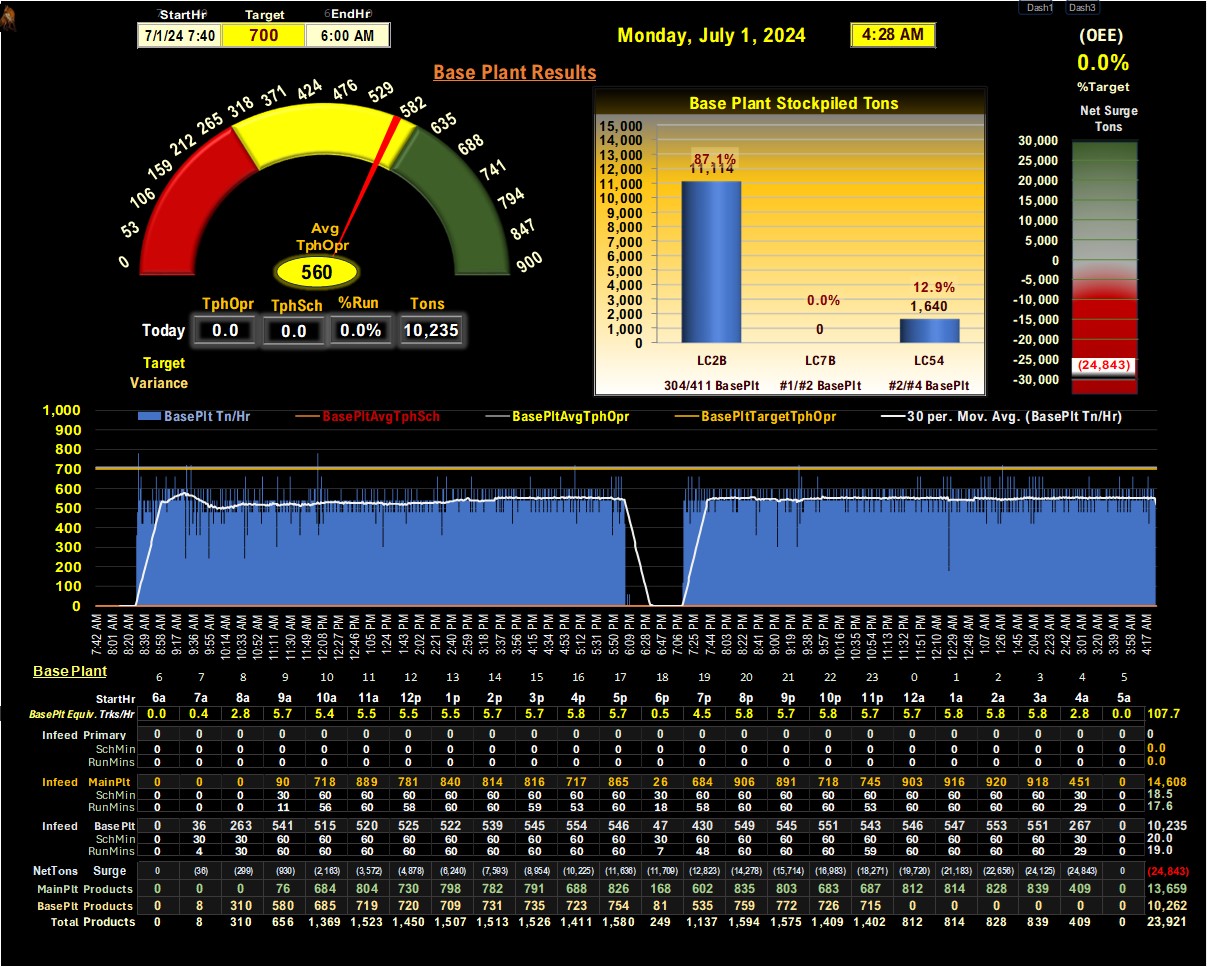 StartHr Target EndHr Dash1 Dash3
7/1/24 7:40 700 6:00 AM
Monday, July 1, 2024 4:28 AM
(OEE)
0.0%
%Target
Base Plant Results
0 53 106 159 212 265 318 371 424 476 529 582 635 688 741 794 847 900
Avg
TphOpr
560
TphOpr TphSch %Run Tons
Today 0.0 0.0 0.0% 10,235
Target
Variance
Base Plant Stockpiled Tons
15,000
14,000
13,000
12,000
11,000
10,000
9,000
8,000
7,000
6,000
5,000
4,000
3,000
2,000
1,000
0
87.1% 0.0% 12.9%
11,114 0 1,640
LC2B LC7B LC54
304/411 BasePlt #1/#2 BasePlt #2/#4 BasePlt
Net Surge
Tons
30,000
25,000
20,000
15,000
10,000
5,000
0
-5,000
-10,000
-15,000
-20,000
-25,000
-30,000
(24,843)
BasePlt Tn/Hr BasePltAvgTphSch BasePltAvgTphOpr BasePltTargetTphOpr 30 per. Mov. Avg. (BasePlt Tn/Hr)
1,000
900
800
700
600
500
400
300
200
100
0
7:42 AM 8:01 AM 8:20 AM 8:39 AM 8:58 AM 9:17 AM 9:36 AM 9:55 AM 10:14 AM 10:33 AM 10:52 AM 11:11 AM 11:30 AM 11:49 AM 12:08 PM 12:27 PM 12:46 PM 1:05 PM 1:24 PM 1:43 PM 2:02 PM 2:21 PM 2:40 PM 2:59 PM 3:18 PM 3:37 PM 3:56 PM 4:15 PM 4:34 PM 4:53 PM 5:12 PM 5:31 PM 5:50 PM 6:09 PM 6:28 PM 6:47 PM 7:06 PM 7:25 PM 7:44 PM 8:03 PM 8:22 PM 8:41 PM 9:00 PM 9:19 PM 9:38 PM 9:57 PM 10:16 PM 10:35 PM 10:54 PM 11:13 PM 11:32 PM 11:51 PM 12:10 AM 12:29 AM 12:48 AM 1:07 AM 1:26 AM 1:45 AM 2:04 AM 2:23 AM 2:42 AM 3:01 AM 3:20 AM 3:39 AM 3:58 AM 4:17 AM
Base Plant 6 7 8 9 10 11 12 13 14 15 16 17 18 19 20 21 22 23 0 1 2 3 4 5
StartHr 6a 7a 8a 9a 10a 11a 12p 1p 2p 3p 4p 5p 6p 7p 8p 9p 10p 11p 12a 1a 2a 3a 4a 5a
BasePlt Equiv. Trks/Hr 0.0 0.4 2.8 5.7 5.4 5.5 5.5 5.5 5.7 5.7 5.8 5.7 0.5 4.5 5.8 5.7 5.8 5.7 5.7 5.8 5.8 5.8 2.8 0.0 107.7
Infeed Primary 0 0 0 0 0 0 0 0 0 0 0 0 0 0 0 0 0 0 0 0 0 0 0 0 0
SchMin 0 0 0 0 0 0 0 0 0 0 0 0 0 0 0 0 0 0 0 0 0 0 0 0 0.0
RunMins 0 0 0 0 0 0 0 0 0 0 0 0 0 0 0 0 0 0 0 0 0 0 0 0 0.0
Infeed MainPlt 0 0 0 90 718 889 781 840 814 816 717 865 26 684 906 891 718 745 903 916 920 918 451 0 14,608
SchMin 0 0 0 30 60 60 60 60 60 60 60 60 30 60 60 60 60 60 60 60 60 60 30 0 18.5
RunMins 0 0 0 11 56 60 58 60 60 59 53 60 18 58 60 60 60 53 60 60 60 60 29 0 17.6
Infeed BasePlt 0 36 263 541 515 520 525 522 539 545 554 546 47 430 549 545 551 543 546 547 553 551 267 0 10,235
SchMin 0 30 30 60 60 60 60 60 60 60 60 60 30 60 60 60 60 60 60 60 60 60 30 0 20.0
RunMins 0 4 30 60 60 60 60 60 60 60 60 60 7 48 60 60 60 59 60 60 60 60 29 0 19.0
NetTons Surge 0 (36) (299) (930) (2,163) (3,572) (4,878) (6,240) (7,593) (8,954) (10,225) (11,636) (11,709) (12,823) (14,278) (15,714) (16,983) (18,271) (19,720) (21,183) (22,656) (24,125) (24,843) 0 (24,843)
MainPlt Products 0 0 0 76 684 804 730 798 782 791 688 826 168 602 835 803 683 687 812 814 828 839 409 0 13,659
BasePlt Products 0 8 310 580 685 719 720 709 731 735 723 754 81 535 759 772 726 715 0 0 0 0 0 0 10,262
Total Products 0 8 310 656 1,369 1,523 1,450 1,507 1,513 1,526 1,411 1,580 249 1,137 1,594 1,575 1,409 1,402 812 814 828 839 409 0 23,921